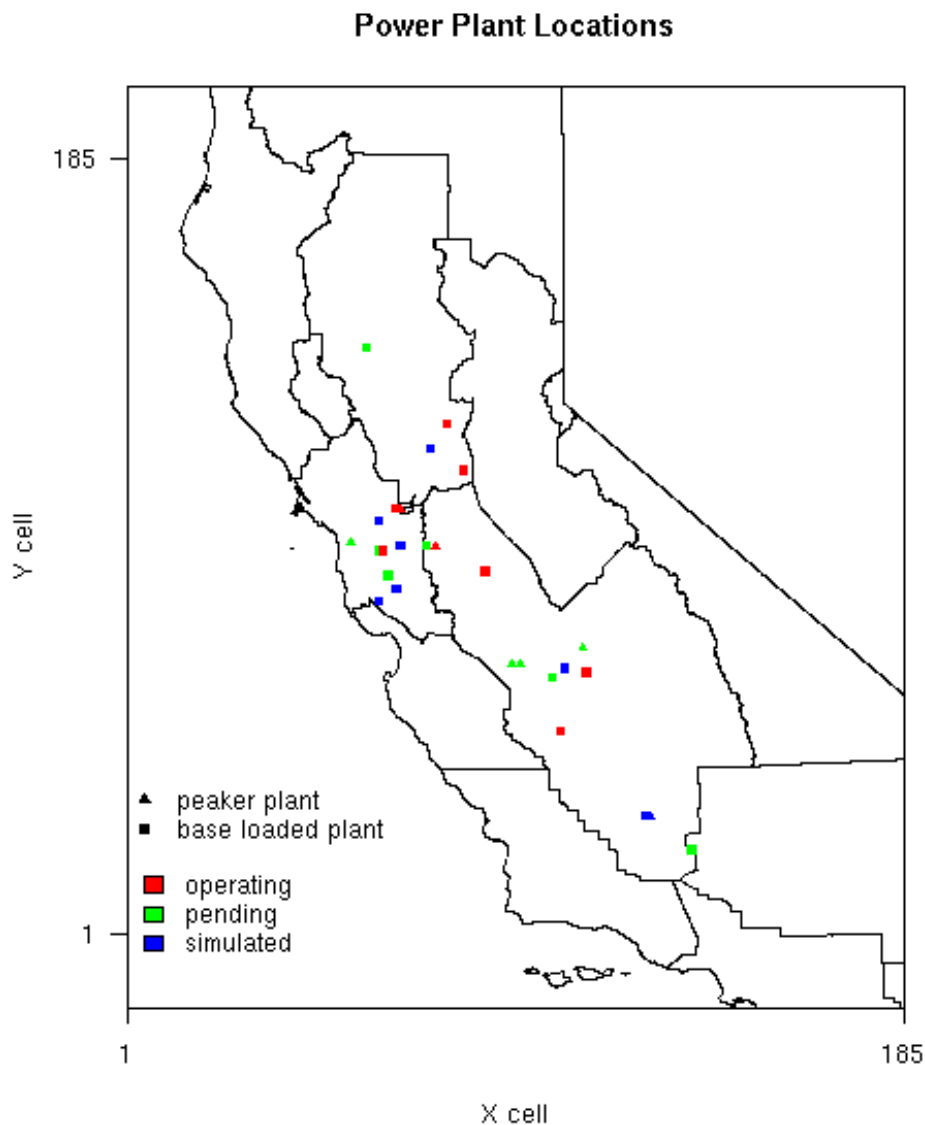 Power Plant Locations
185
Y cell
peaker plant
base loaded plant
operating
pending
1
simulated
1
185
X cell